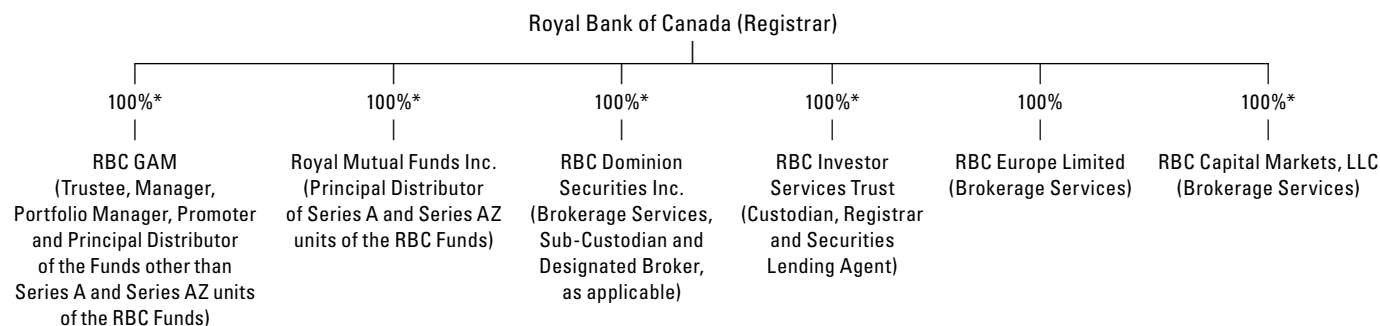 Royal Bank of Canada (Registrar)
100%*
100%*
100%*
100%*
100%
100%*
RBC GAM
(Trustee, Manager,
Portfolio Manager, Promoter
and Principal Distributor
of the Funds other than
Series A and Series AZ units
of the RBC Funds)
Royal Mutual Funds Inc.
(Principal Distributor
of Series A and Series AZ
units of the RBC Funds)
RBC Dominion
Securities Inc.
(Brokerage Services,
Sub-Custodian and
Designated Broker,
as applicable)
RBC Investor
Services Trust
(Custodian, Registrar
and Securities
Lending Agent)
RBC Europe Limited
(Brokerage Services)
RBC Capital Markets, LLC
(Brokerage Services)